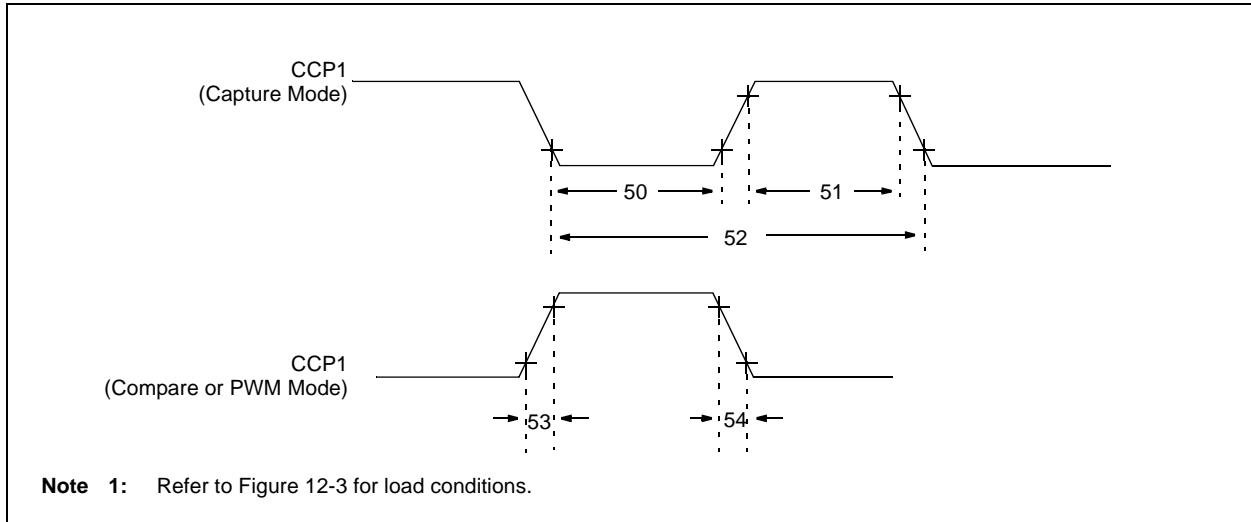 CCP1
(Capture Mode)
50
51
52
CCP1
(Compare or PWM Mode)
53
54
Note 1: Refer to Figure 12-3 for load conditions.